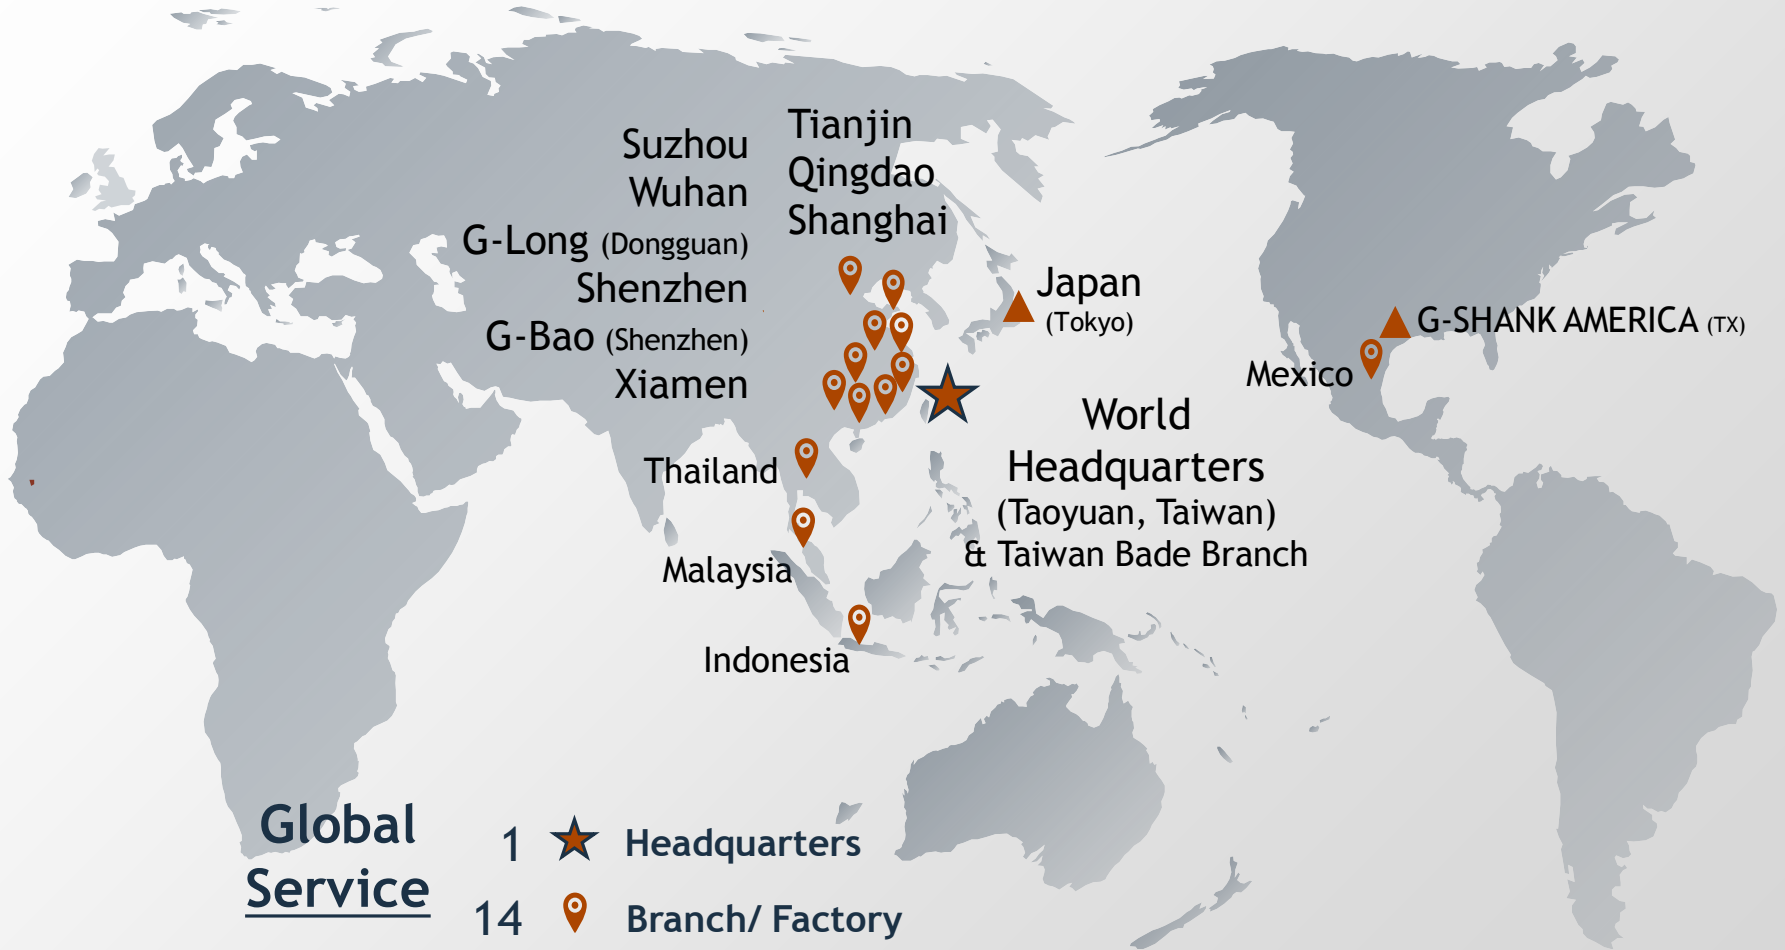 Tianjin
Qingdao
Shanghai
Suzhou
Wuhan
G-Long (Dongguan)
Shenzhen
G-Bao (Shenzhen)
Xiamen
Japan
(Tokyo)
G-SHANK AMERICA (TX)
Mexico
World
Headquarters
(Taoyuan, Taiwan)
& Taiwan Bade Branch
Thailand
Malaysia
Indonesia
Global
Service
1 Headquarters
14 Branch/ Factory